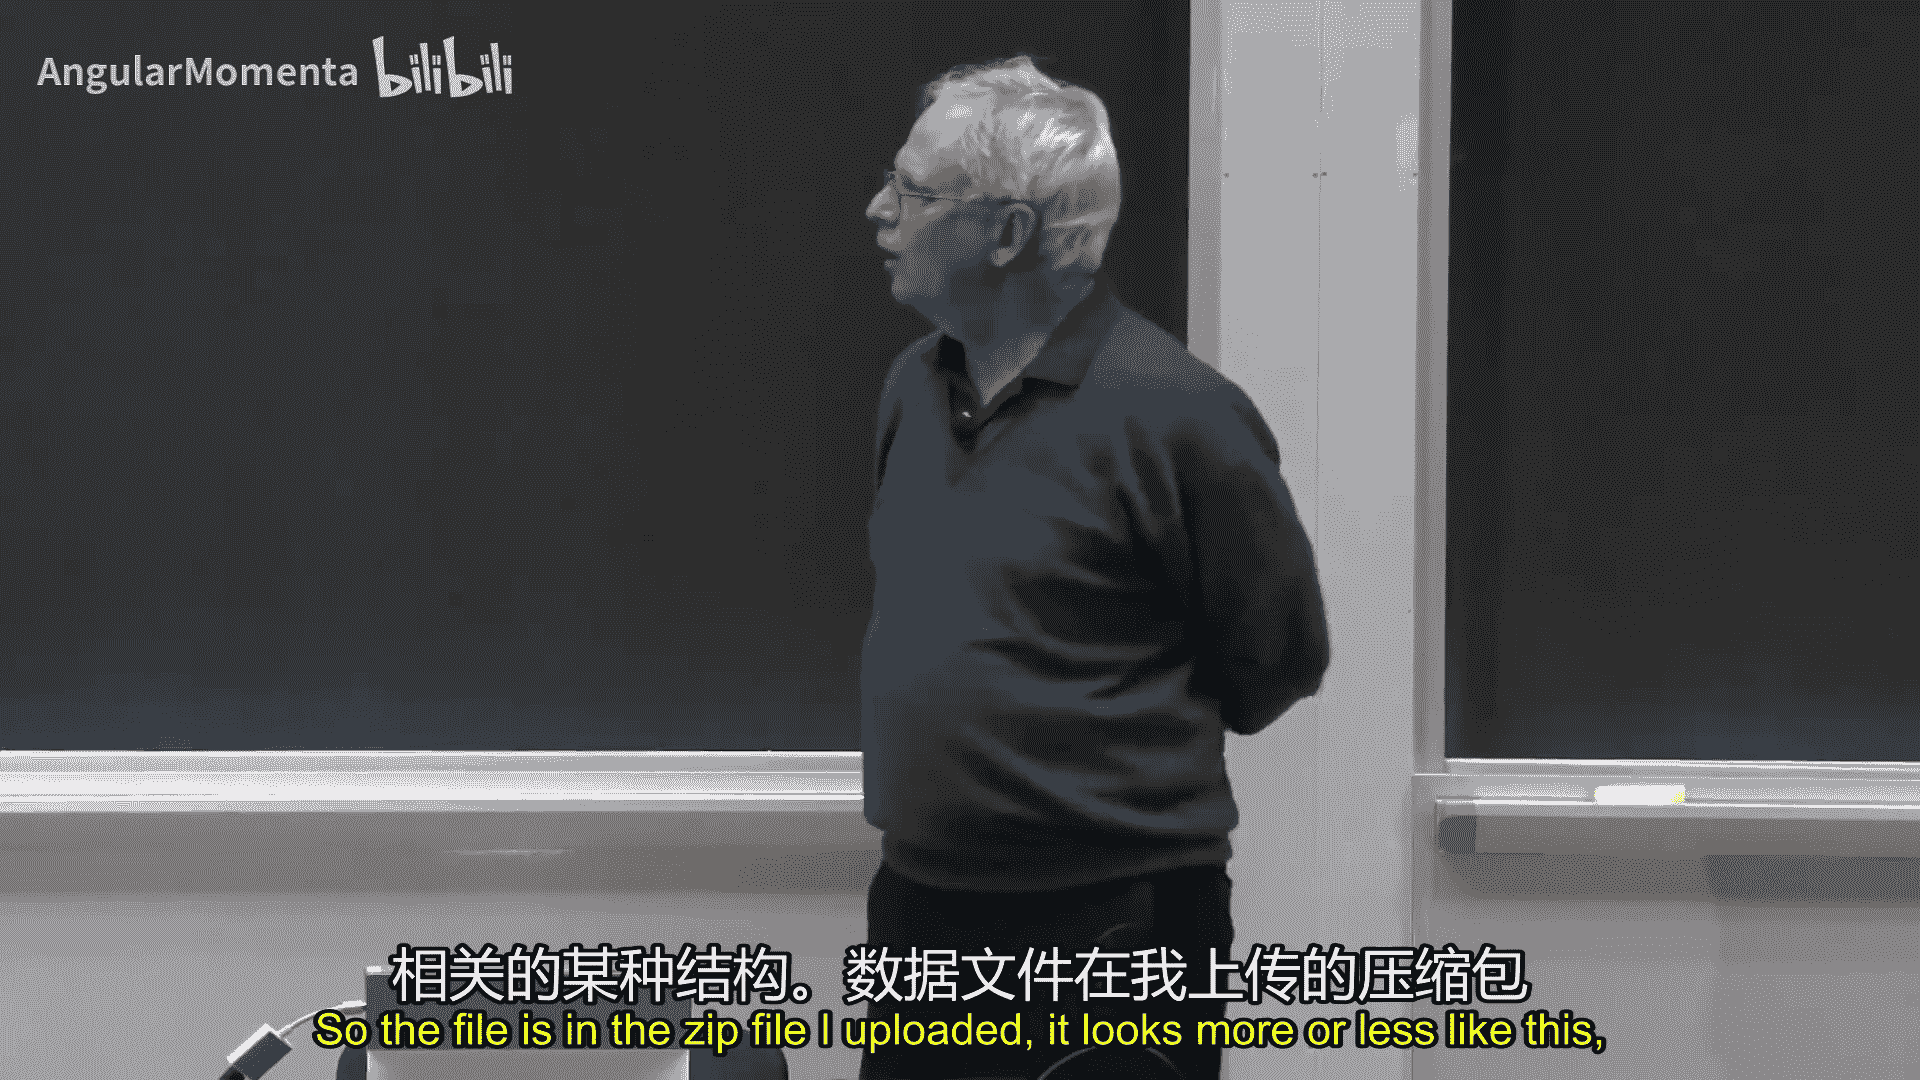 AngularMomenta bilibili
相关的某种结构。数据文件在我上传的压缩包
So the file is in the zip file I uploaded, it looks more or less like this,